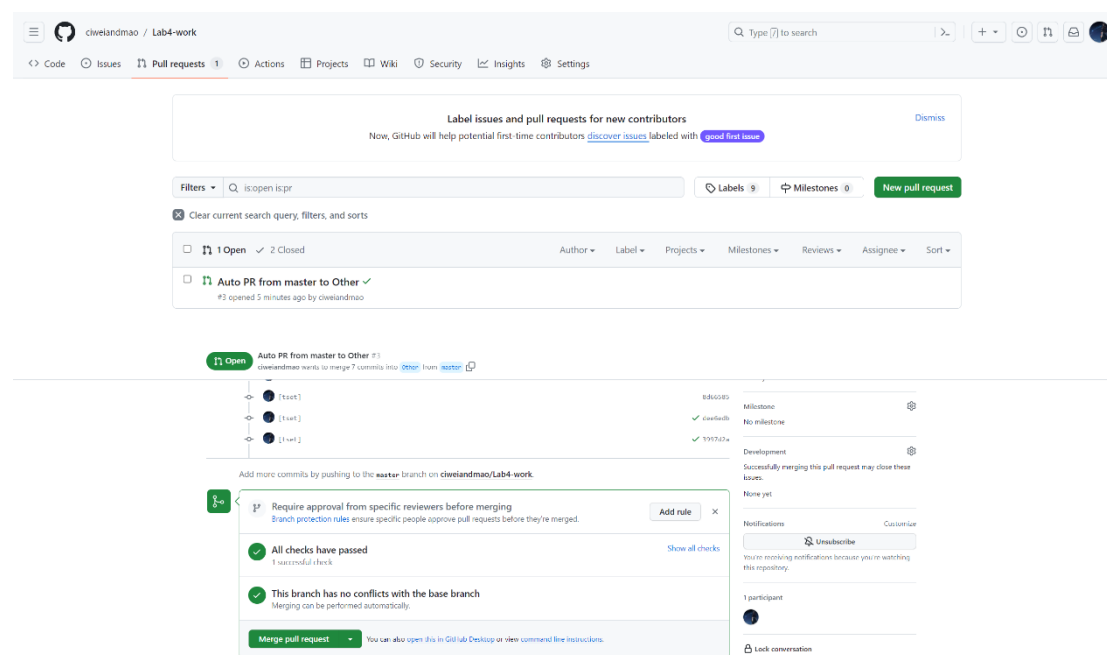 ciweiandmao / Lab4-work
Type / to search
Code Issues Pull requests 1 Actions Projects Wiki Security Insights Settings
Label issues and pull requests for new contributors
Dismiss
Now, GitHub will help potential first-time contributors discover issues labeled with good first issue
Filters is:open is:pr Labels 9 Milestones 0 New pull request
Clear current search query, filters, and sorts
1 Open 2 Closed Author Label Projects Milestones Reviews Assignee Sort
Auto PR from master to Other
#3 opened 5 minutes ago by ciweiandmao
Open
Auto PR from master to Other #3
ciweiandmao wants to merge 7 commits into Other from master
[tset]
[tset]
[tset]
Add more commits by pushing to the master branch on ciweiandmao/Lab4-work.
Require approval from specific reviewers before merging
Branch protection rules ensure specific people approve pull requests before they're merged.
Add rule
All checks have passed
1 successful check
Show all checks
This branch has no conflicts with the base branch
Merging can be performed automatically.
Merge pull request
You can also open this in GitHub Desktop or view command line instructions.
Milestone
No milestone
Development
Successfully merging this pull request may close these
issues.
None yet
Notifications Customize
Unsubscribe
You're receiving notifications because you're watching
this repository.
1 participant
Lock conversation